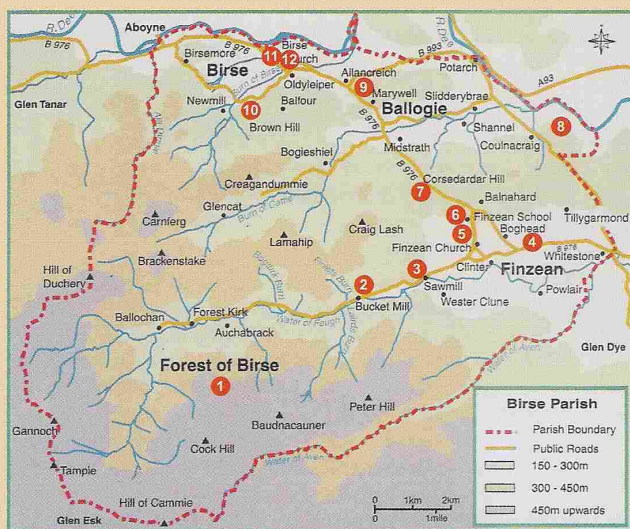 R. Dee
Aboyne
B 976
R. Dee
Birsemore
B 976
11
Birse
Church
12
B 993
Potarch
A93
Birse
Oldyleiper
Allancreich
9
Marywell
Slidderybrae
Glen Tanar
Burn of Birse
Newmill
10
Balfour
Ballogie
8
Brown Hill
B 976
Shannel
Midstrath
Coulnacraig
Bogieshiel
B 976
Creagandummie
Corsedardar Hill
7
Balnahard
Carnferg
Glencat
Burn of Cattie
Craig Lash
6
Finzean School
Tillygarmond
Lamahip
5
Boghead
4
Brackenstake
Finzean Church
B 976
Whitestone
Hill of
Duchery
3
Clinter
Finzean
2
Sawmill
Powlair
Bucket Mill
Wester Clune
Ballochan
Forest Kirk
Water of Feugh
Auchabrack
Glen Dye
Forest of Birse
Water of Aven
1
Peter Hill
Baudnacauner
Gannoch
Cock Hill
Tampie
Water of Aven
Hill of Cammie
Glen Esk
0 1 2km
0 1mile
Birse Parish
Parish Boundary
Public Roads
150 - 300m
300 - 450m
450m upwards